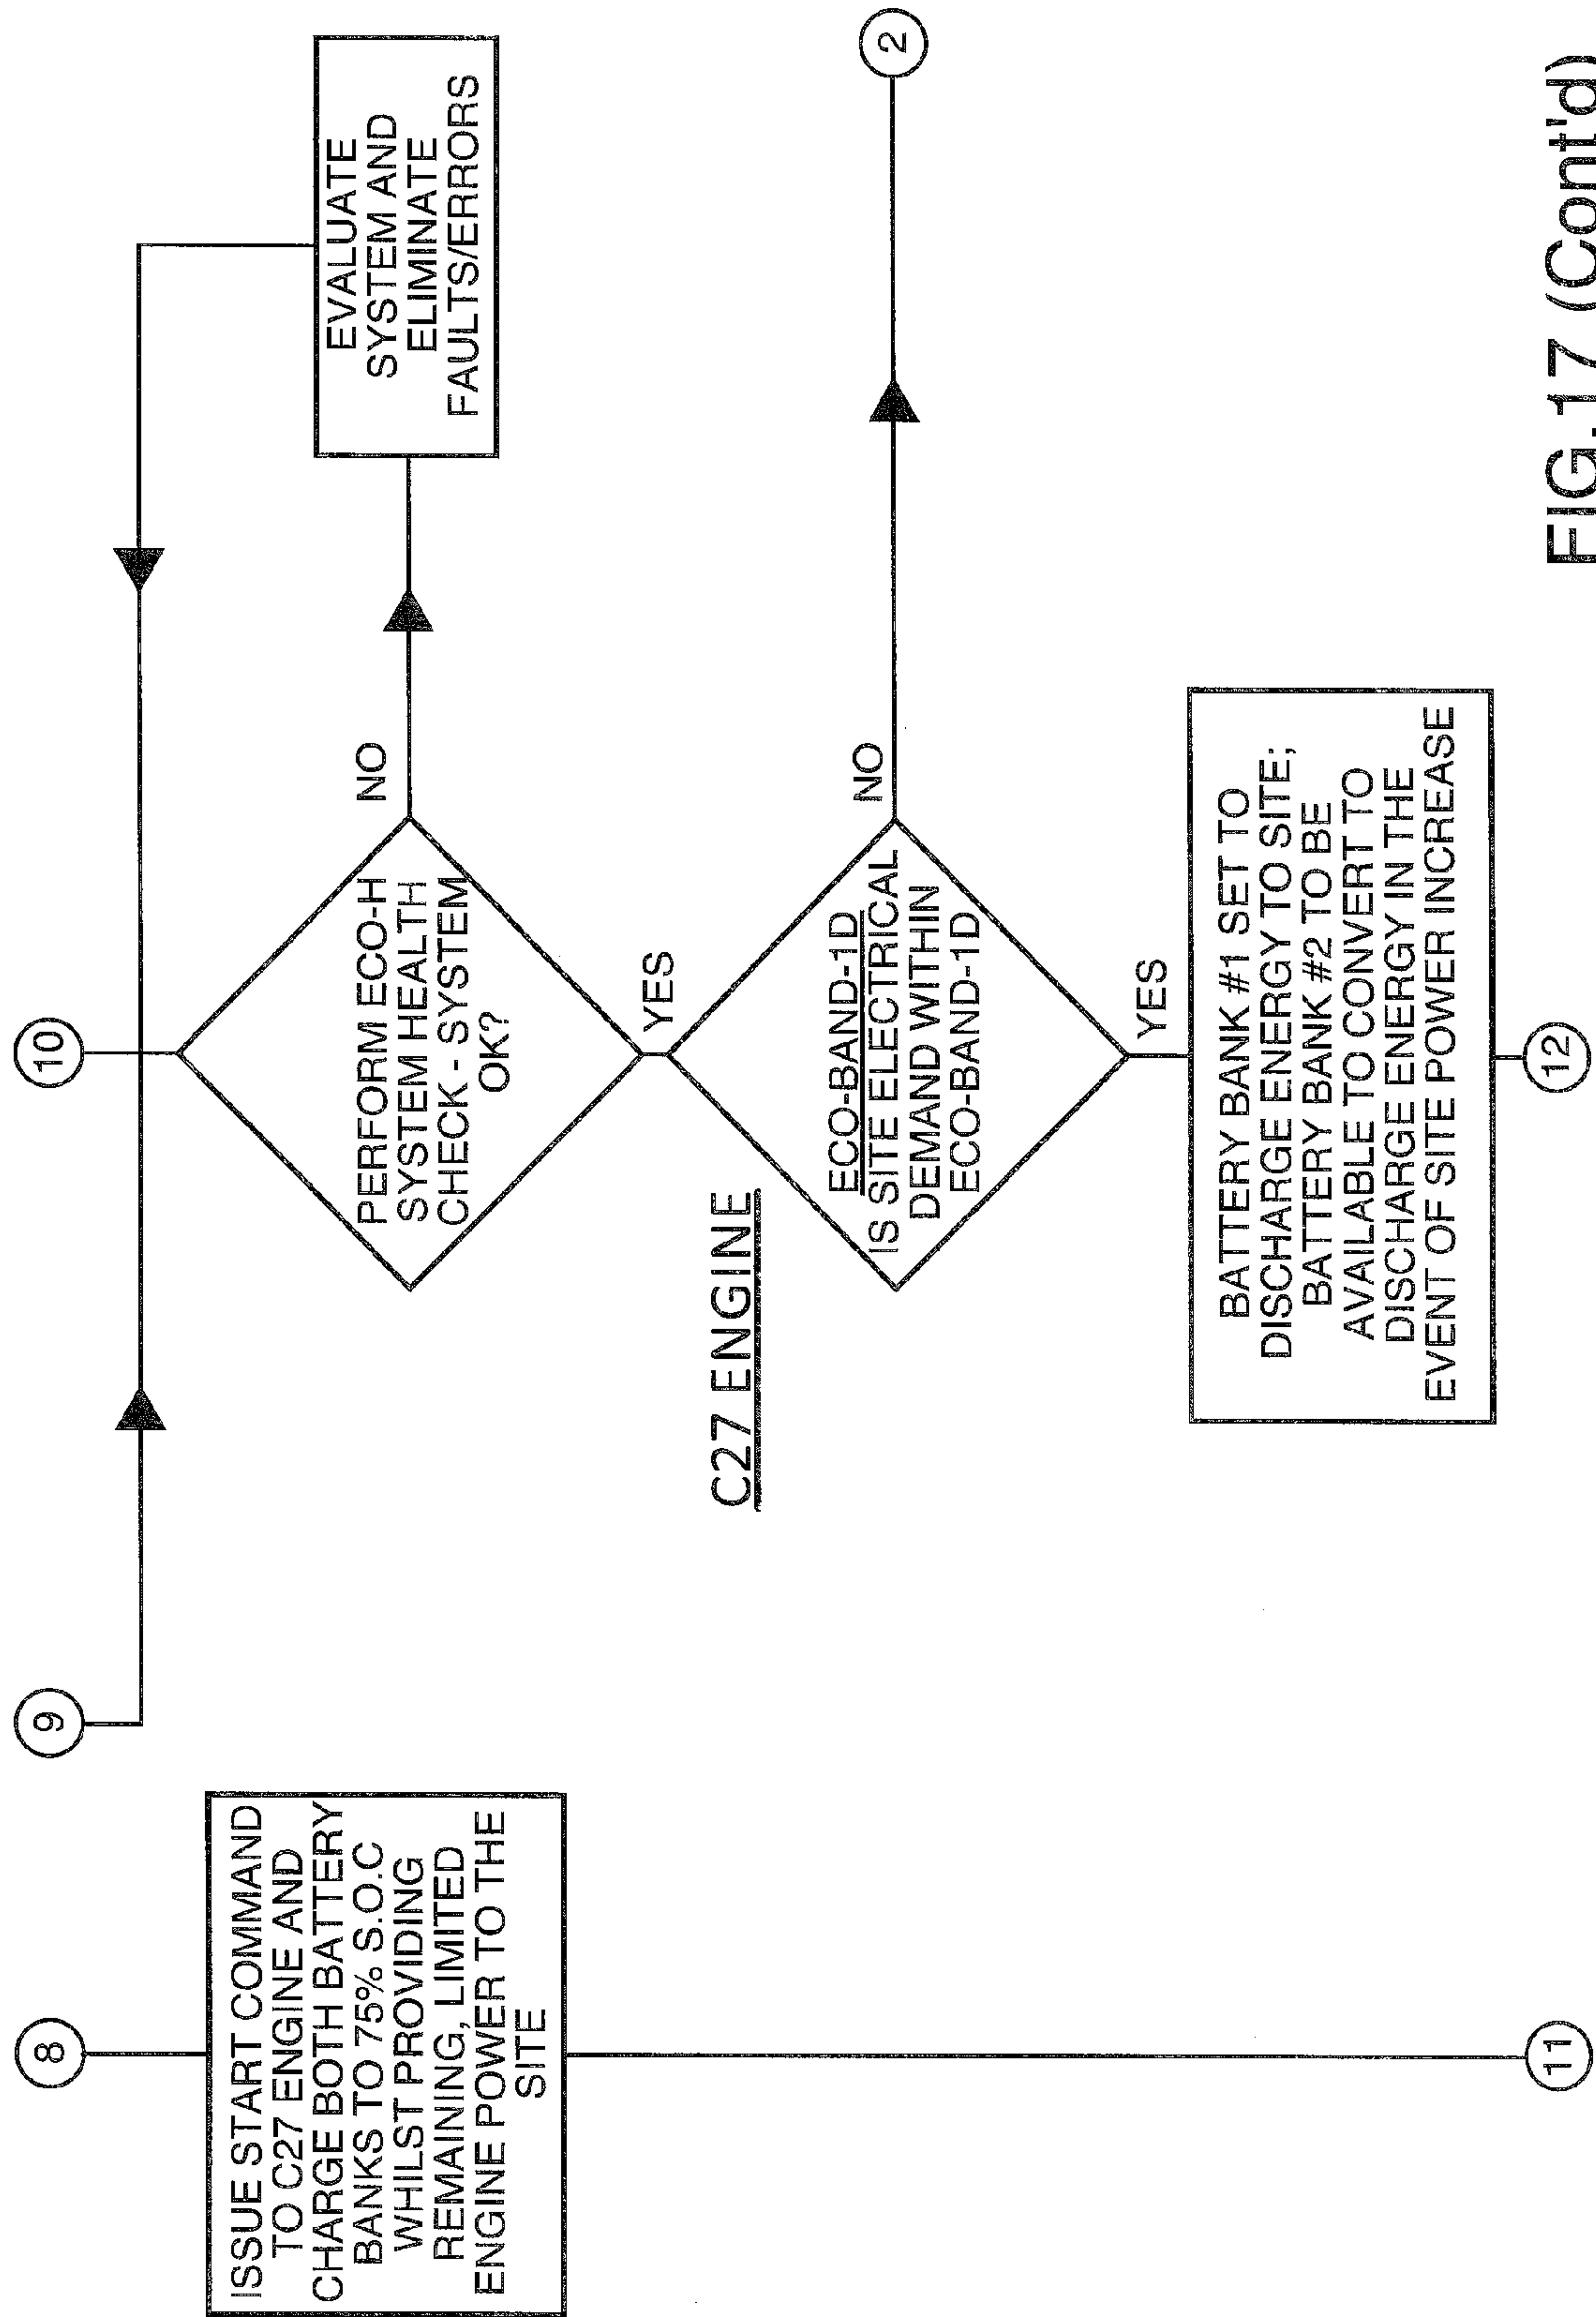 8
ISSUE START COMMAND
TO C27 ENGINE AND
CHARGE BOTH BATTERY
BANKS TO 75% S.O.C
WHILST PROVIDING
REMAINING, LIMITED
ENGINE POWER TO THE
SITE
11
9
10
PERFORM ECO-H
SYSTEM HEALTH
CHECK - SYSTEM
OK?
NO
EVALUATE
SYSTEM AND
ELIMINATE
FAULTS/ERRORS
YES
C27 ENGINE
ECO-BAND-1D
IS SITE ELECTRICAL
DEMAND WITHIN
ECO-BAND-1D
NO
2
YES
BATTERY BANK #1 SET TO
DISCHARGE ENERGY TO SITE;
BATTERY BANK #2 TO BE
AVAILABLE TO CONVERT TO
DISCHARGE ENERGY IN THE
EVENT OF SITE POWER INCREASE
12
FIG.17 (Cont'd)